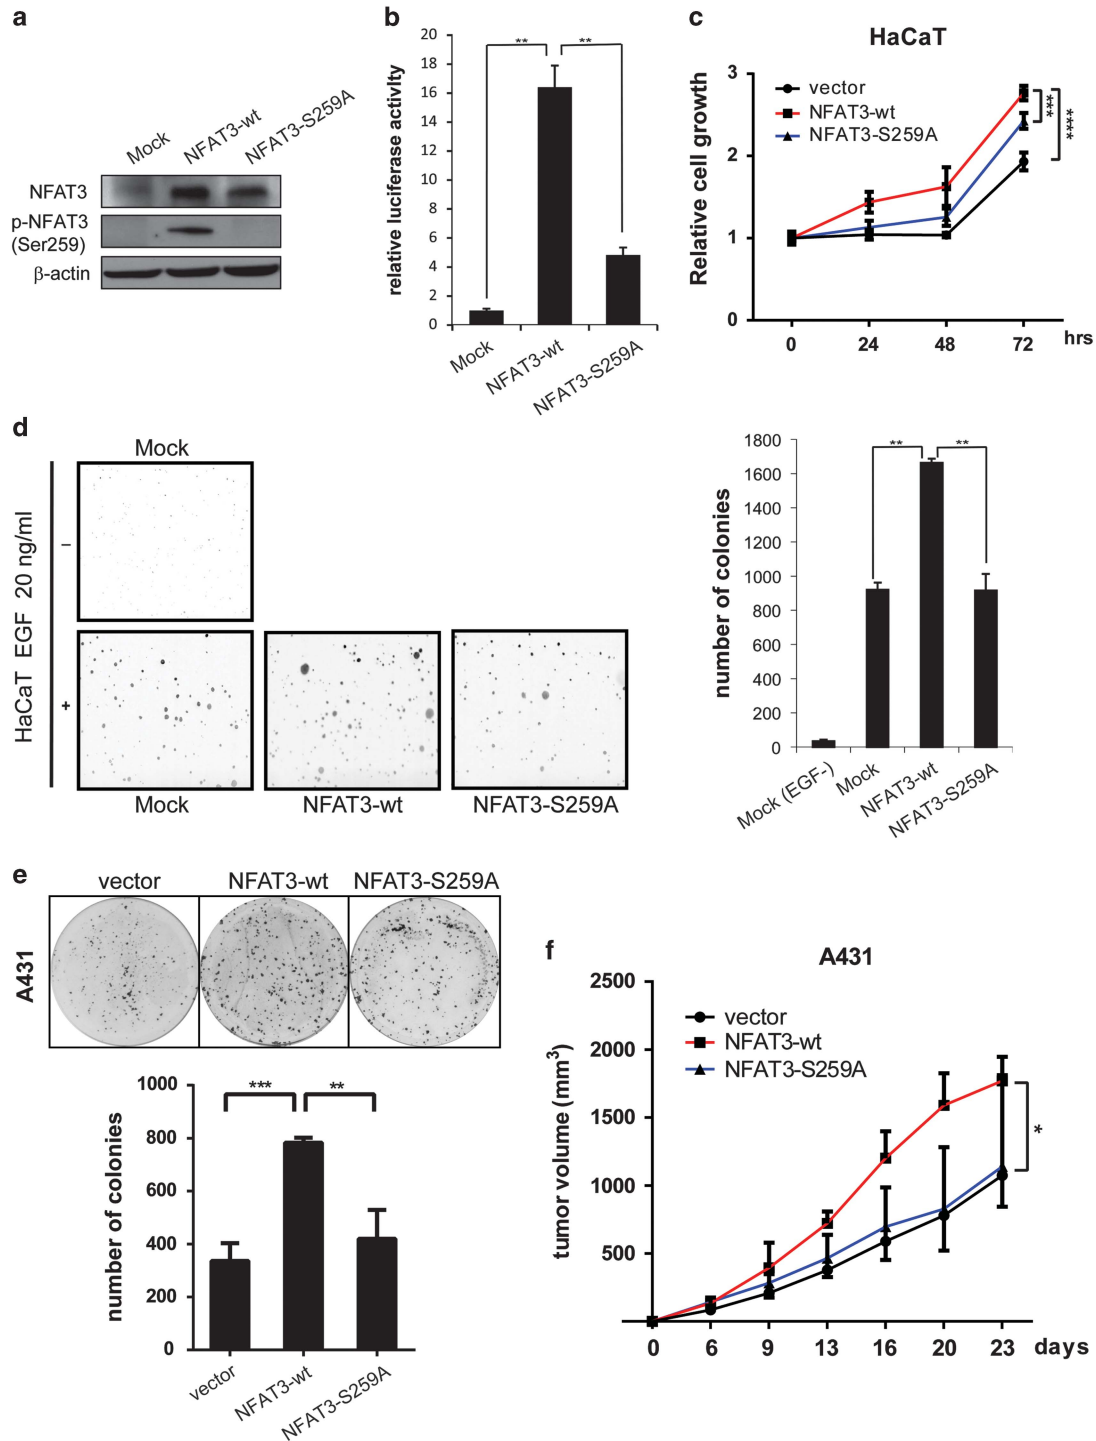 a
Mock
NFAT3-wt
NFAT3-S259A
NFAT3
p-NFAT3
(Ser259)
β-actin
b
relative luciferase activity
20
18
16
14
12
10
8
6
4
2
0
**
**
Mock
NFAT3-wt
NFAT3-S259A
c
HaCaT
Relative cell growth
3
2
1
0
vector
NFAT3-wt
NFAT3-S259A
***
****
0 24 48 72 hrs
d
HaCaT EGF 20 ng/ml
Mock
–
+
Mock
NFAT3-wt
NFAT3-S259A
number of colonies
1800
1600
1400
1200
1000
800
600
400
200
0
**
**
Mock (EGF-)
Mock
NFAT3-wt
NFAT3-S259A
e
vector
NFAT3-wt
NFAT3-S259A
A431
number of colonies
1000
800
600
400
200
0
***
**
vector
NFAT3-wt
NFAT3-S259A
f
A431
tumor volume (mm3)
2500
2000
1500
1000
500
vector
NFAT3-wt
NFAT3-S259A
*
0 6 9 13 16 20 23 days